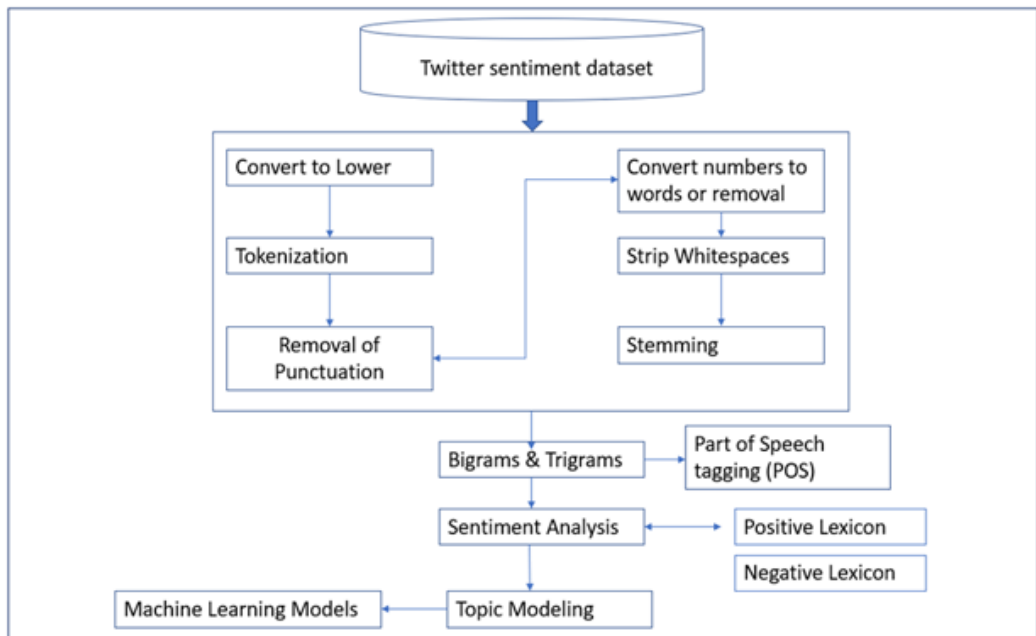 Twitter sentiment dataset
Convert to Lower
Tokenization
Removal of
Punctuation
Convert numbers to
words or removal
Strip Whitespaces
Stemming
Bigrams & Trigrams
Part of Speech
tagging (POS)
Sentiment Analysis
Positive Lexicon
Negative Lexicon
Topic Modeling
Machine Learning Models